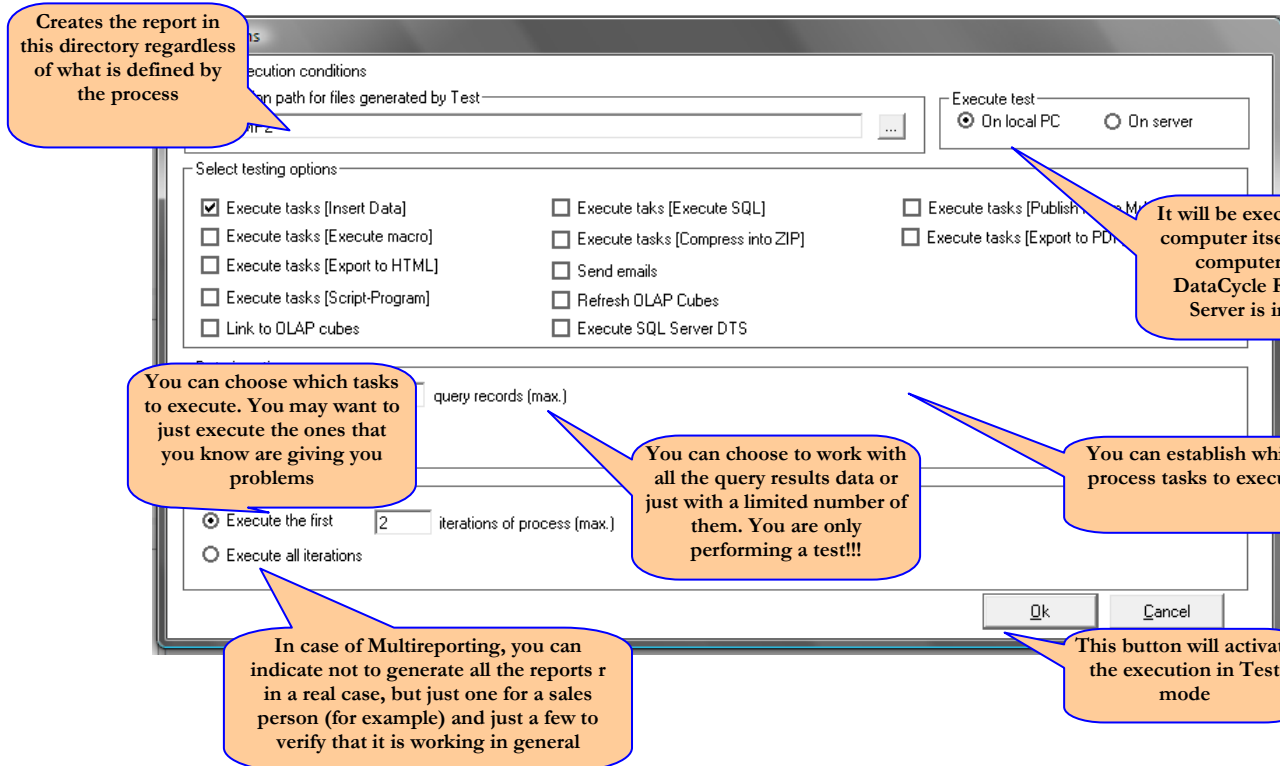 Creates the report in
this directory regardless
of what is defined by
the process
conditions
path for files generated by Test
...
Execute test
On local PC
On server
Select testing options
Execute tasks [Insert Data]
Execute tasks [Execute macro]
Execute tasks [Export to HTML]
Execute tasks [Script-Program]
Link to OLAP cubes
Execute taks [Execute SQL]
Execute tasks [Compress into ZIP]
Send emails
Refresh OLAP Cubes
Execute SQL Server DTS
Execute tasks [Publish
Execute tasks [Export to
It will be
computer
computer
DataCycle
Server is
You can choose which tasks
to execute. You may want to
just execute the ones that
you know are giving you
problems
query records (max.)
You can choose to work with
all the query results data or
just with a limited number of
them. You are only
performing a test!!!
You can establish
process tasks to
Execute the first 2 iterations of process (max.)
Execute all iterations
Ok
Cancel
In case of Multireporting, you can
indicate not to generate all the reports r
in a real case, but just one for a sales
person (for example) and just a few to
verify that it is working in general
This button will
the execution in Test
mode